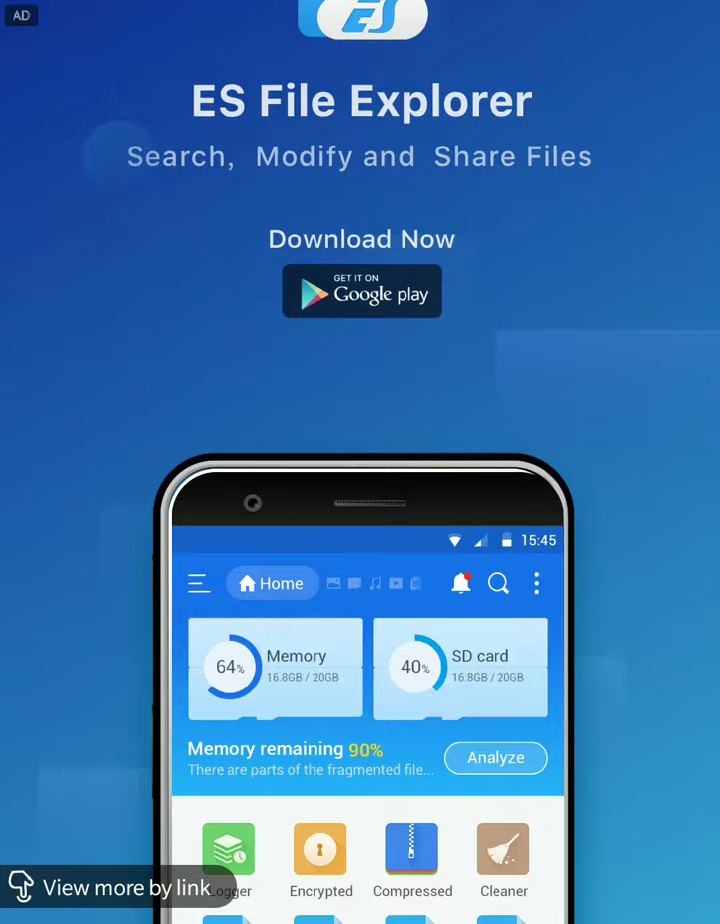 AD
ES
ES File Explorer
Search, Modify and Share Files
Download Now
GET IT ON
Google play
15:45
Home
64%
Memory
16.8GB / 20GB
40%
SD card
16.8GB / 20GB
Memory remaining 90%
There are parts of the fragmented file...
Analyze
Logger
Encrypted
Compressed
Cleaner
View more by link